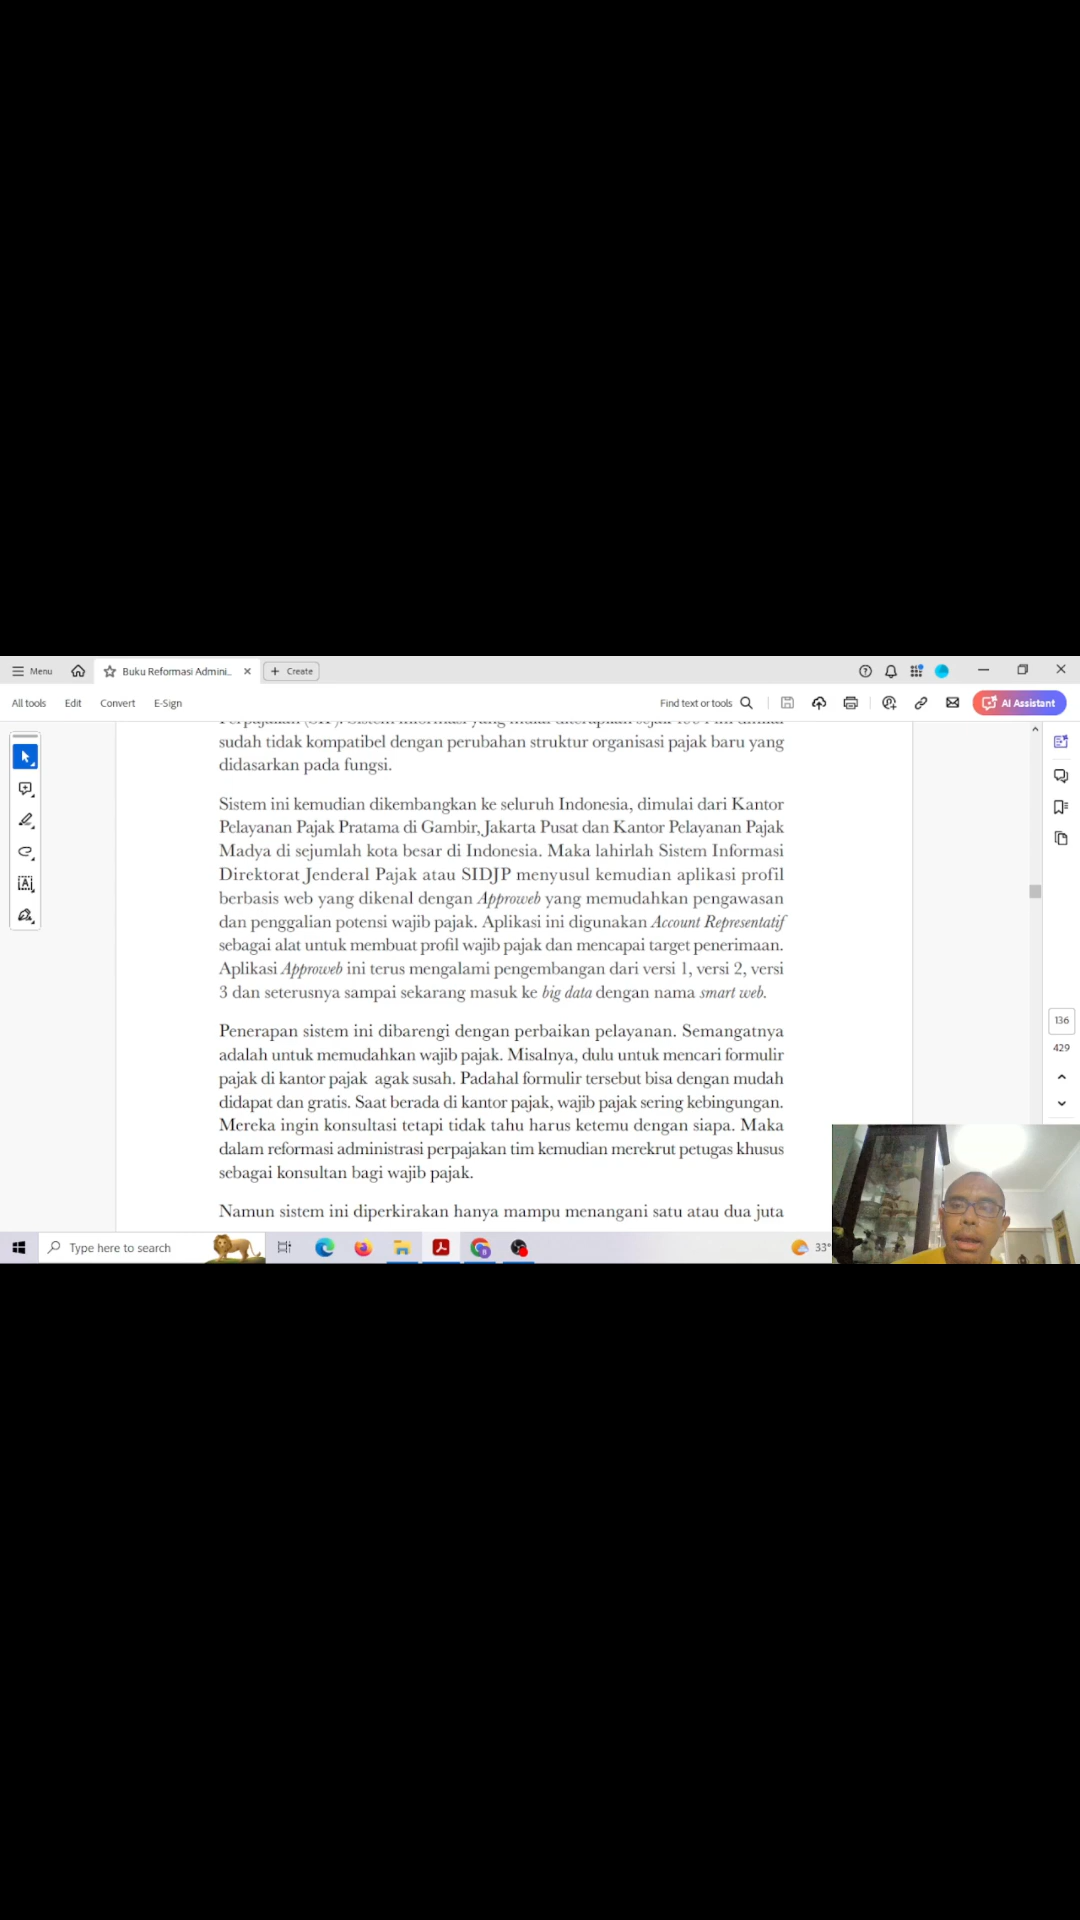 Menu
Buku Reformasi Admini...
Create
All tools Edit Convert E-Sign
Find text or tools
AI Assistant
sudah tidak kompatibel dengan perubahan struktur organisasi pajak baru yang
didasarkan pada fungsi.
Sistem ini kemudian dikembangkan ke seluruh Indonesia, dimulai dari Kantor
Pelayanan Pajak Pratama di Gambir, Jakarta Pusat dan Kantor Pelayanan Pajak
Madya di sejumlah kota besar di Indonesia. Maka lahirlah Sistem Informasi
Direktorat Jenderal Pajak atau SIDJP menyusul kemudian aplikasi profil
berbasis web yang dikenal dengan Approweb yang memudahkan pengawasan
dan penggalian potensi wajib pajak. Aplikasi ini digunakan Account Representatif
sebagai alat untuk membuat profil wajib pajak dan mencapai target penerimaan.
Aplikasi Approweb ini terus mengalami pengembangan dari versi 1, versi 2, versi
3 dan seterusnya sampai sekarang masuk ke big data dengan nama smart web.
Penerapan sistem ini dibarengi dengan perbaikan pelayanan. Semangatnya
adalah untuk memudahkan wajib pajak. Misalnya, dulu untuk mencari formulir
pajak di kantor pajak agak susah. Padahal formulir tersebut bisa dengan mudah
didapat dan gratis. Saat berada di kantor pajak, wajib pajak sering kebingungan.
Mereka ingin konsultasi tetapi tidak tahu harus ketemu dengan siapa. Maka
dalam reformasi administrasi perpajakan tim kemudian merekrut petugas khusus
sebagai konsultan bagi wajib pajak.
Namun sistem ini diperkirakan hanya mampu menangani satu atau dua juta
136
429
Type here to search
33°